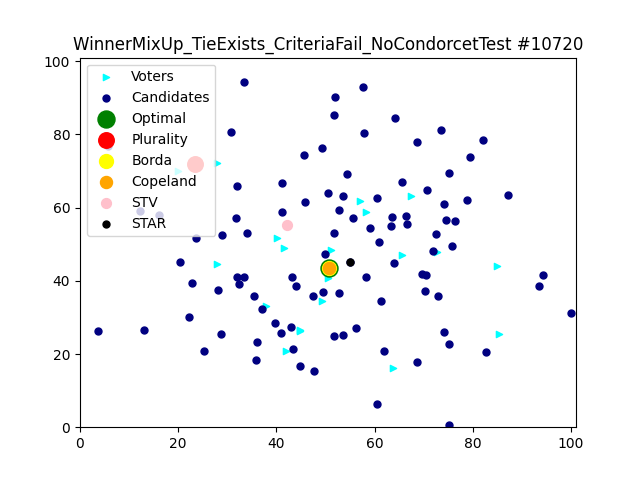 WinnerMixUp_TieExists_CriteriaFail_NoCondorcetTest #10720
100
80
60
40
20
0
Voters
Candidates
Optimal
Plurality
Borda
Copeland
STV
STAR
0 20 40 60 80 100